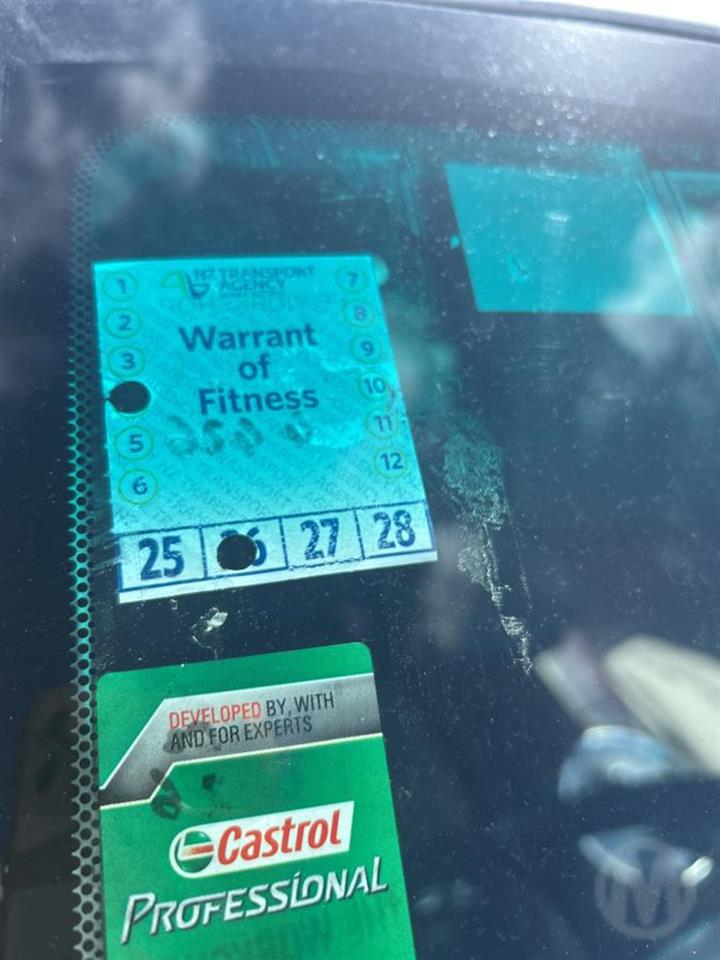 NZ TRANSPORT
AGENCY
Warrant
of
Fitness
1
2
3
5
6
7
8
9
10
11
12
25
6
27
28
DEVELOPED BY, WITH
AND FOR EXPERTS
Castrol
PROFESSIONAL
M